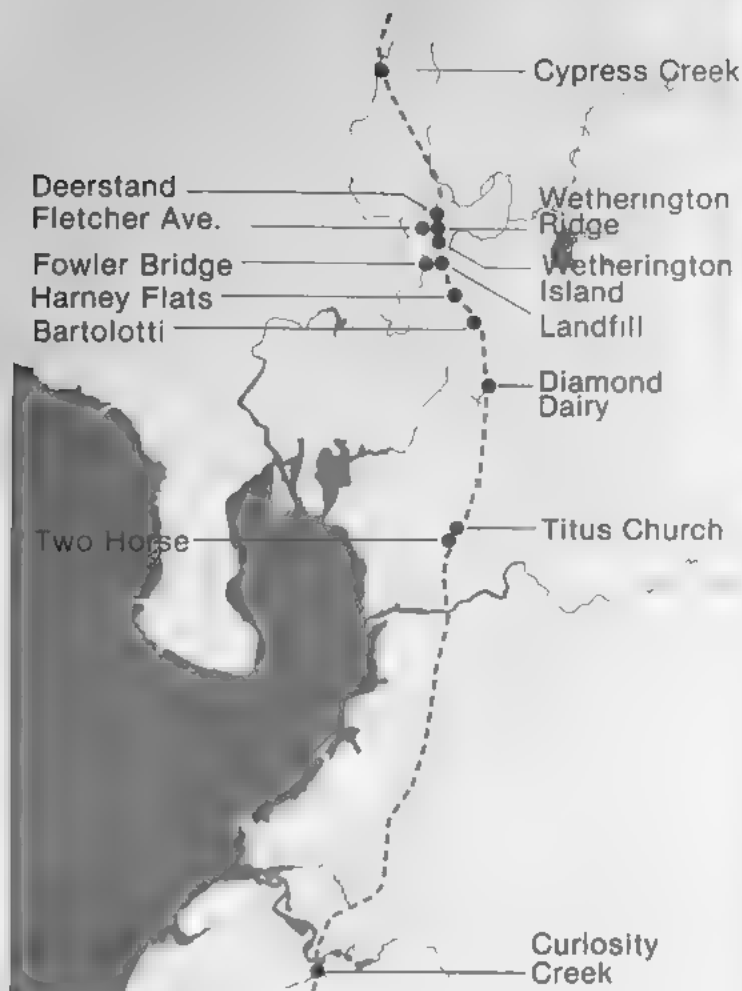 Cypress Creek
Deerstand
Fletcher Ave.
Wetherington
Ridge
Fowler Bridge
Wetherington
Island
Harney Flats
Landfill
Bartolotti
Diamond
Dairy
Two Horse
Titus Church
Curiosity
Creek